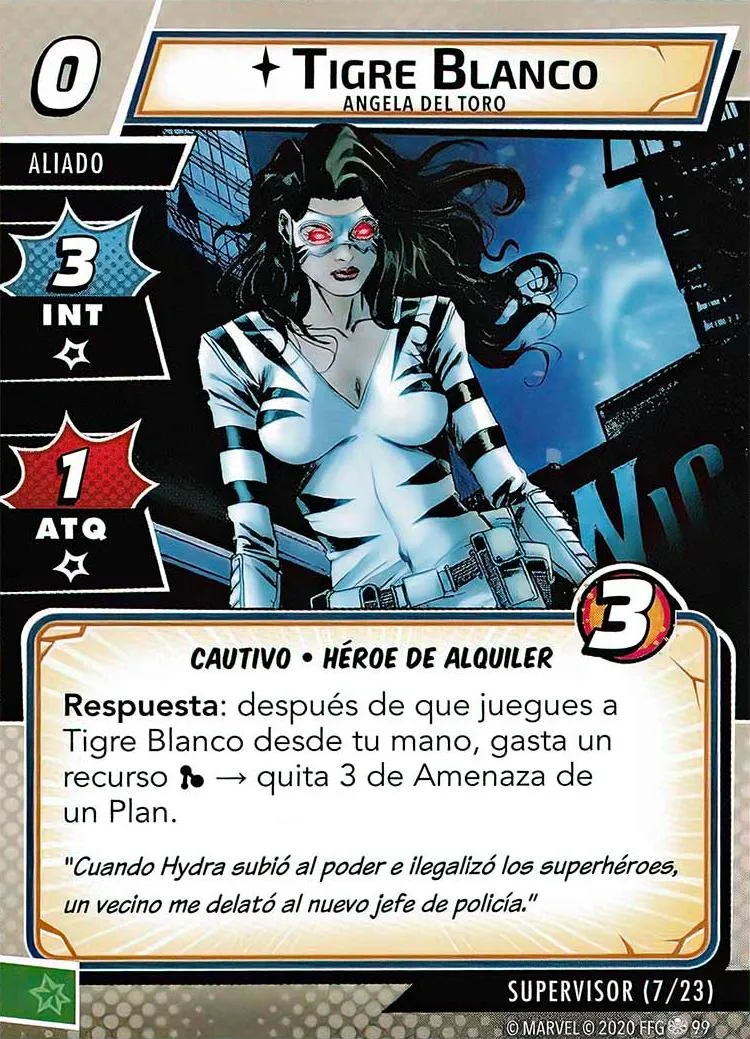 0
TIGRE BLANCO
ANGELA DEL TORO
ALIADO
3
INT
1
ATQ
NIC
3
CAUTIVO • HÉROE DE ALQUILER
Respuesta: después de que juegues a
Tigre Blanco desde tu mano, gasta un
recurso → quita 3 de Amenaza de
un Plan.
"Cuando Hydra subió al poder e ilegalizó los superhéroes,
un vecino me delató al nuevo jefe de policía."
SUPERVISOR (7/23)
© MARVEL © 2020 FFG 99